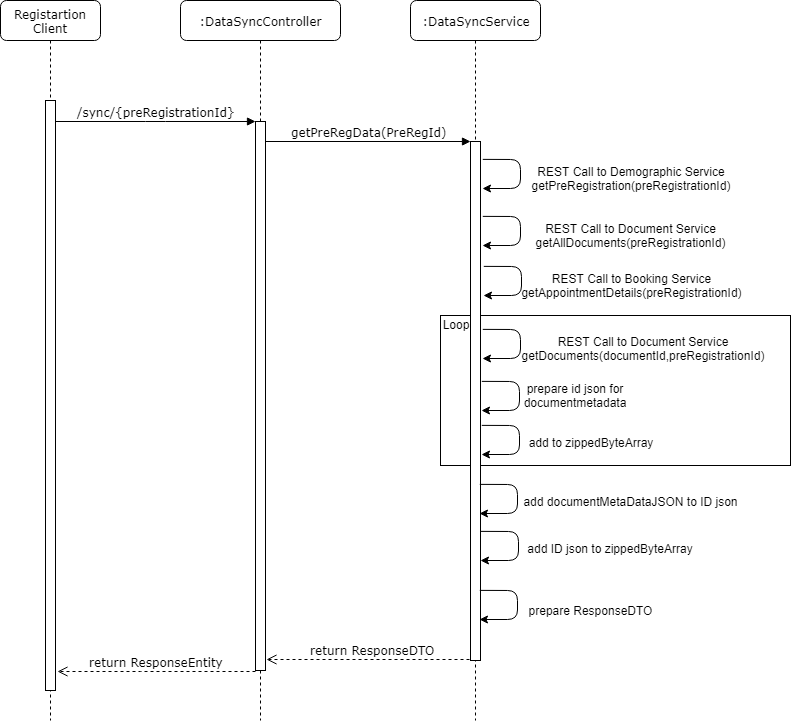 Registartion
Client
:DataSyncController
:DataSyncService
/sync/{preRegistrationId}
getPreRegData(PreRegId)
REST Call to Demographic Service
getPreRegistration(preRegistrationId)
REST Call to Document Service
getAllDocuments(preRegistrationId)
REST Call to Booking Service
getAppointmentDetails(preRegistrationId)
Loop
REST Call to Document Service
getDocuments(documentId,preRegistrationId)
prepare id json for
documentmetadata
add to zippedByteArray
add documentMetaDataJSON to ID json
add ID json to zippedByteArray
prepare ResponseDTO
return ResponseDTO
return ResponseEntity